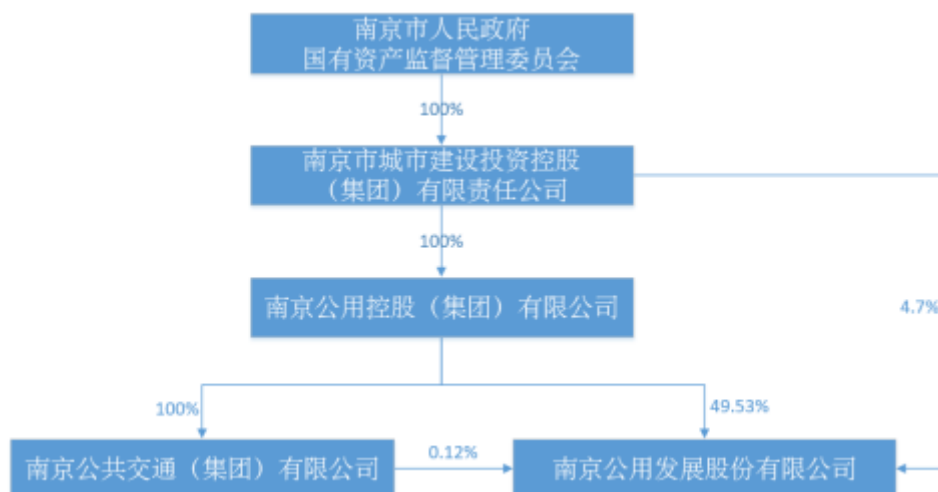 南京市人民政府
国有资产监督管理委员会
100%
南京市城市建设投资控股
（集团）有限责任公司
100%
南京公用控股（集团）有限公司
4.7%
100%
49.53%
南京公共交通（集团）有限公司
0.12%
南京公用发展股份有限公司